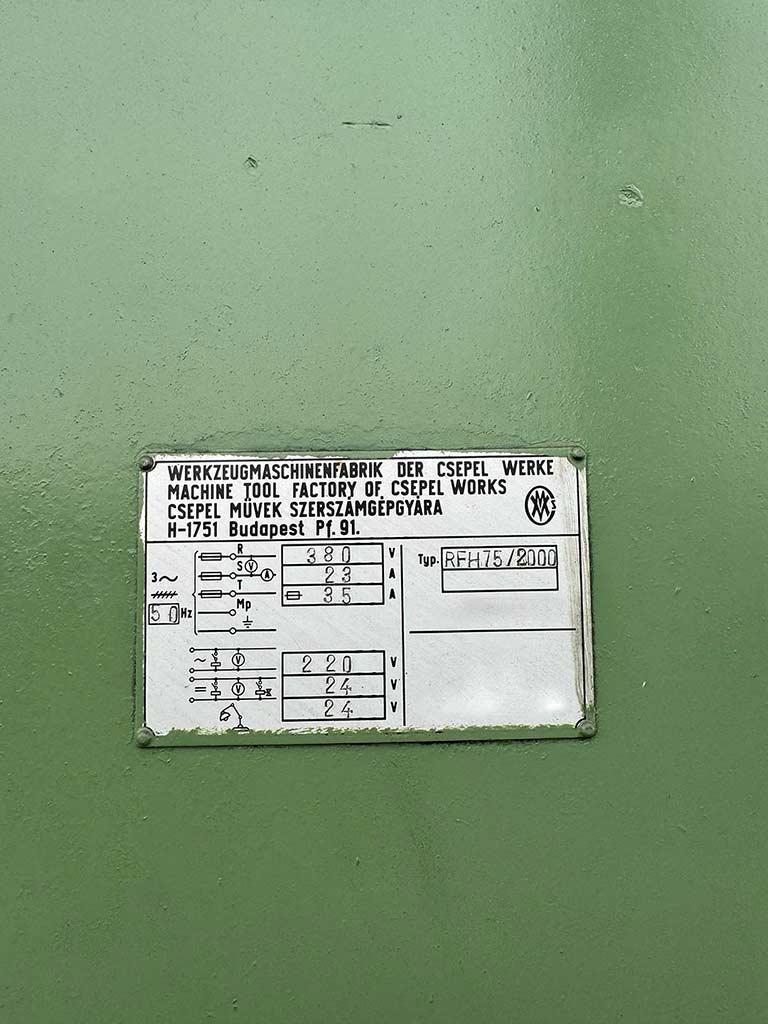 WERKZEUGMASCHINENFABRIK DER CSEPEL WERKE
MACHINE TOOL FACTORY OF CSEPEL WORKS
CSEPEL MÜVEK SZERSZÁMGÉPGYÁRA
H-1751 Budapest Pf. 91.
R 380 V
S V A 23 A
T 35 A
Mp
3~
50 Hz
Typ. RFH75/2000
~ V 220 V
= V 24 V
24 V